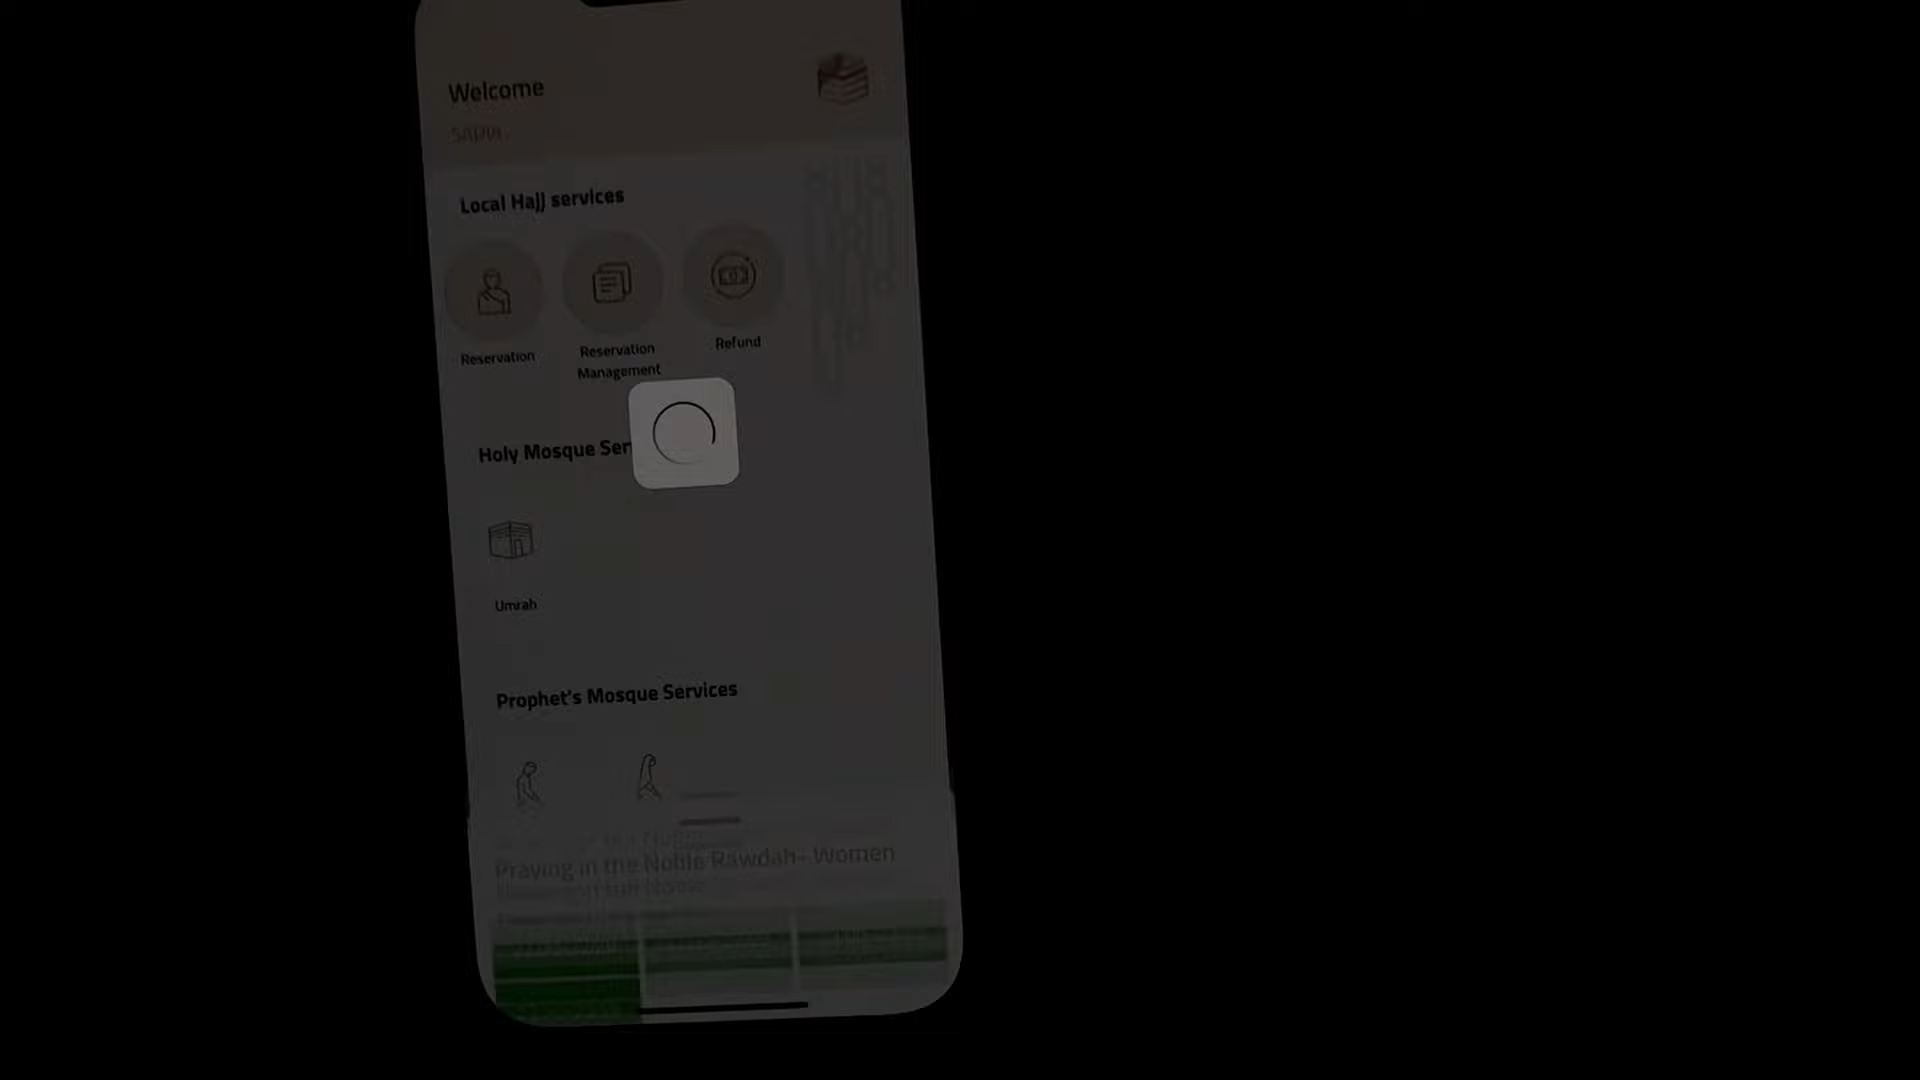 Welcome
Local Hajj services
Reservation
Reservation
Management
Refund
Holy Mosque Ser
Umrah
Prophet's Mosque Services
Praying in the Noble Rawdah- Women